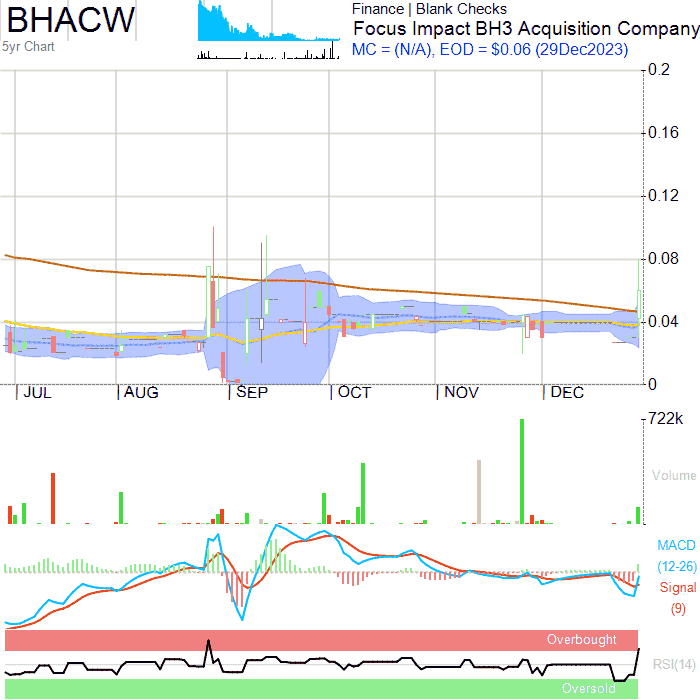 BHACW
5yr Chart
Finance | Blank Checks
Focus Impact BH3 Acquisition Company
MC = (N/A), EOD = $0.06 (29Dec2023)
0.2
0.16
0.12
0.08
0.04
0
JUL AUG SEP OCT NOV DEC
722k
Volume
MACD
(12-26)
Signal
(9)
Overbought
RSI(14)
Oversold